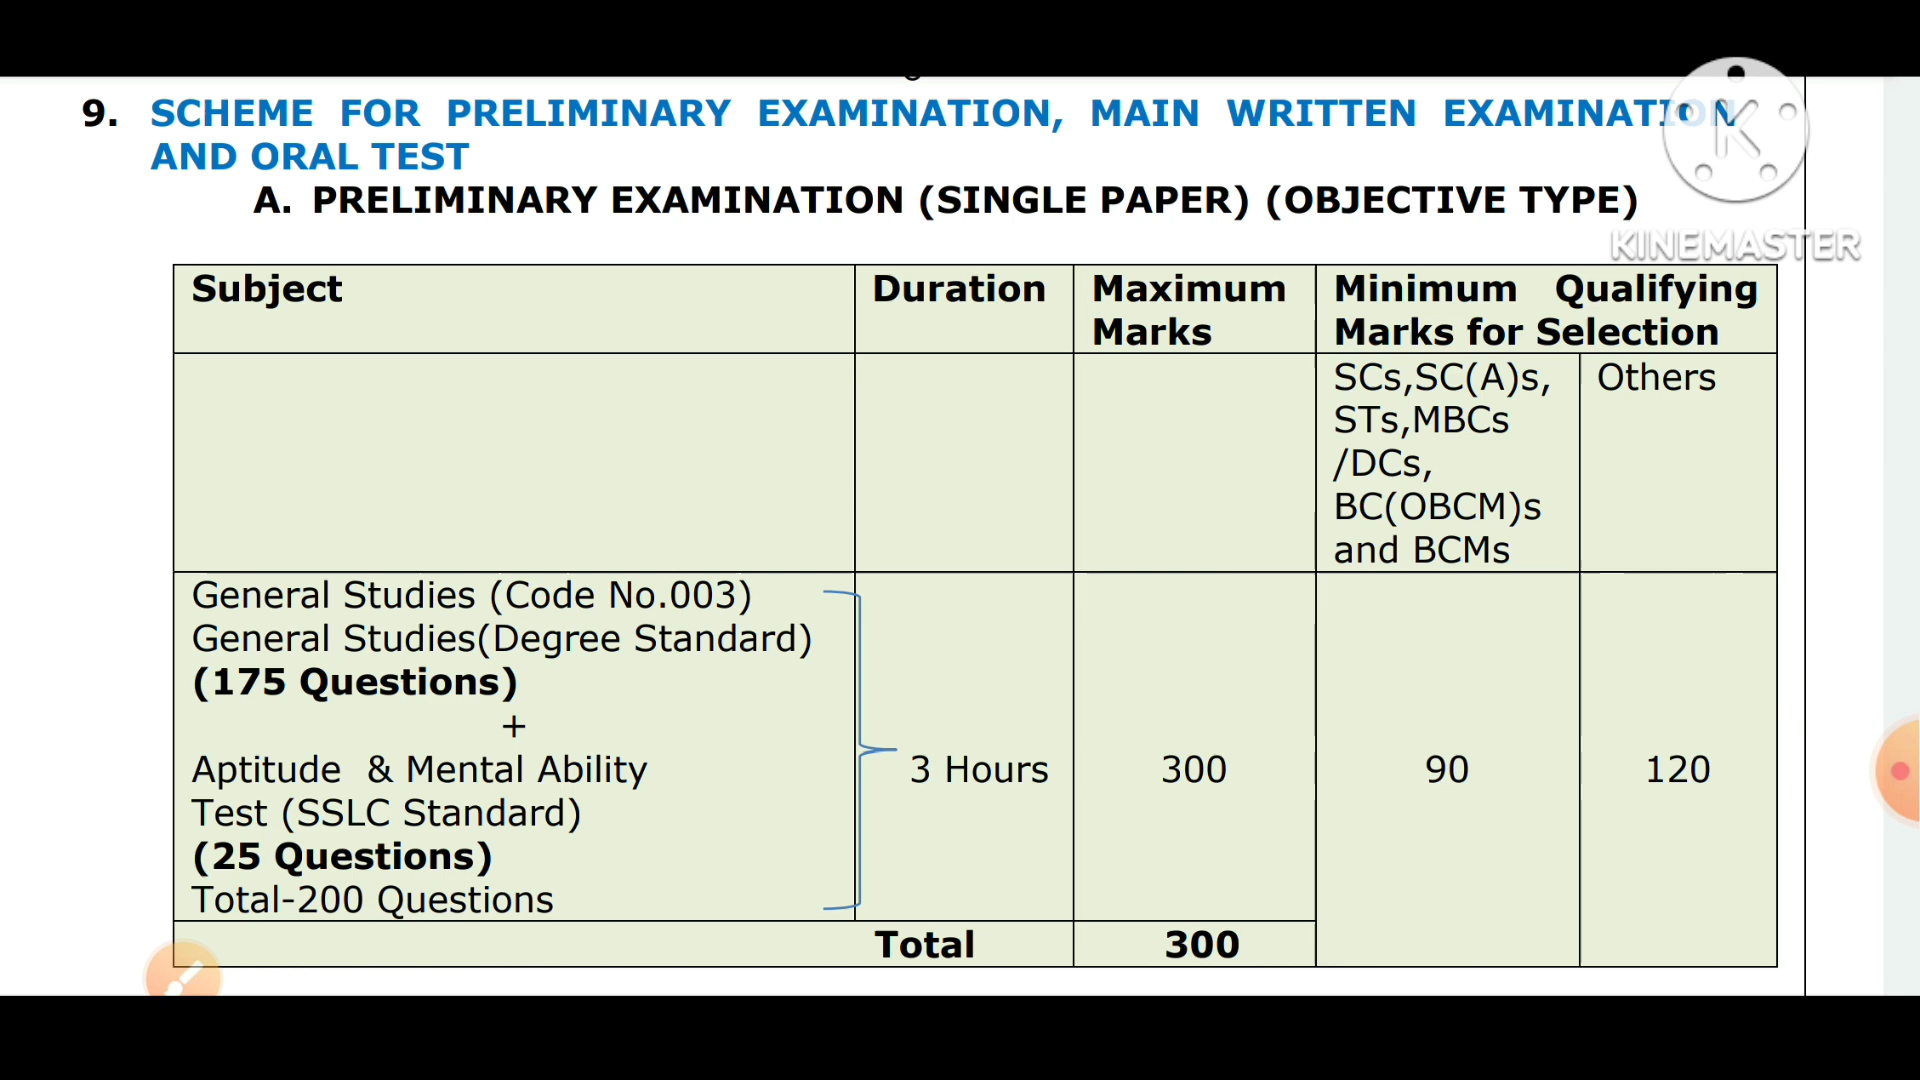 9. SCHEME FOR PRELIMINARY EXAMINATION, MAIN WRITTEN EXAMINATION
AND ORAL TEST
A. PRELIMINARY EXAMINATION (SINGLE PAPER) (OBJECTIVE TYPE)
K
KINEMASTER
Subject
Duration
Maximum
Marks
Minimum Qualifying
Marks for Selection
SCs,SC(A)s,
STs,MBCs
/DCs,
BC(OBCM)s
and BCMs
Others
General Studies (Code No.003)
General Studies(Degree Standard)
(175 Questions)
+
Aptitude & Mental Ability
Test (SSLC Standard)
(25 Questions)
Total-200 Questions
3 Hours
300
90
120
Total
300